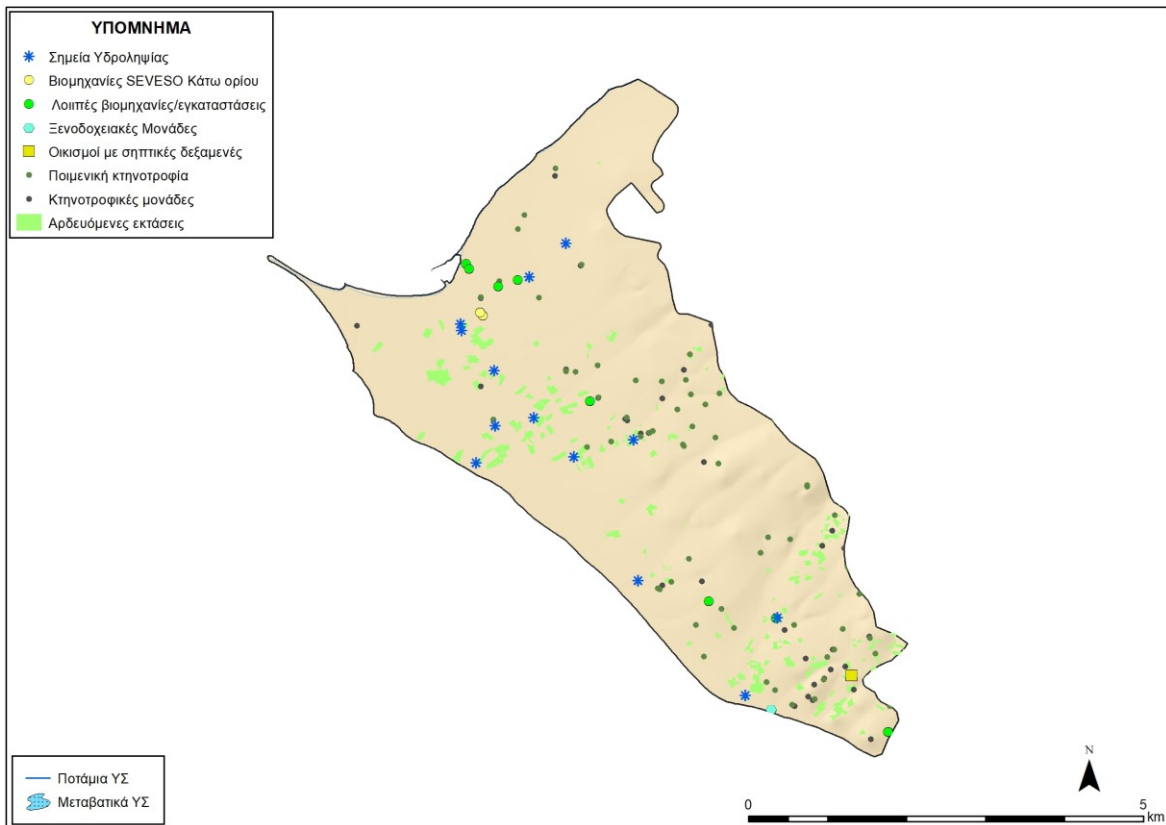 ΥΠΟΜΝΗΜΑ
Σημεία Υδροληψίας
Βιομηχανίες SEVESO Κάτω ορίου
Λοιπές βιομηχανίες/εγκαταστάσεις
Ξενοδοχειακές Μονάδες
Οικισμοί με σηπτικές δεξαμενές
Ποιμενική κτηνοτροφία
Κτηνοτροφικές μονάδες
Αρδευόμενες εκτάσεις
Ποτάμια ΥΣ
Μεταβατικά ΥΣ
N
0 5
km